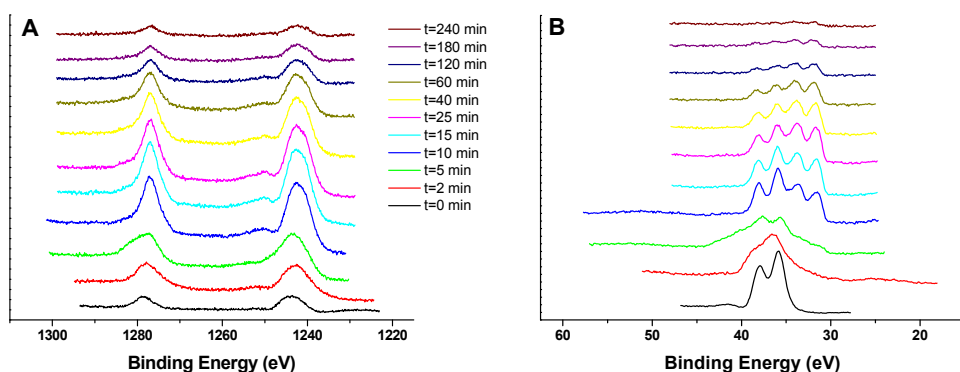 A
B
t=240 min
t=180 min
t=120 min
t=60 min
t=40 min
t=25 min
t=15 min
t=10 min
t=5 min
t=2 min
t=0 min
1300 1280 1260 1240 1220
60 50 40 30 20
Binding Energy (eV)
Binding Energy (eV)